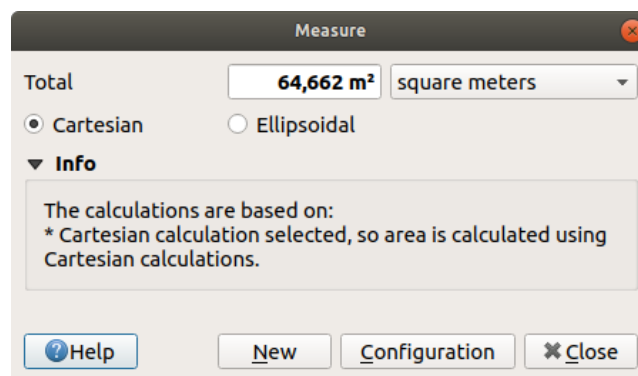 Measure
Total 64,662 m² square meters
Cartesian Ellipsoidal
Info
The calculations are based on:
* Cartesian calculation selected, so area is calculated using
Cartesian calculations.
Help New Configuration Close